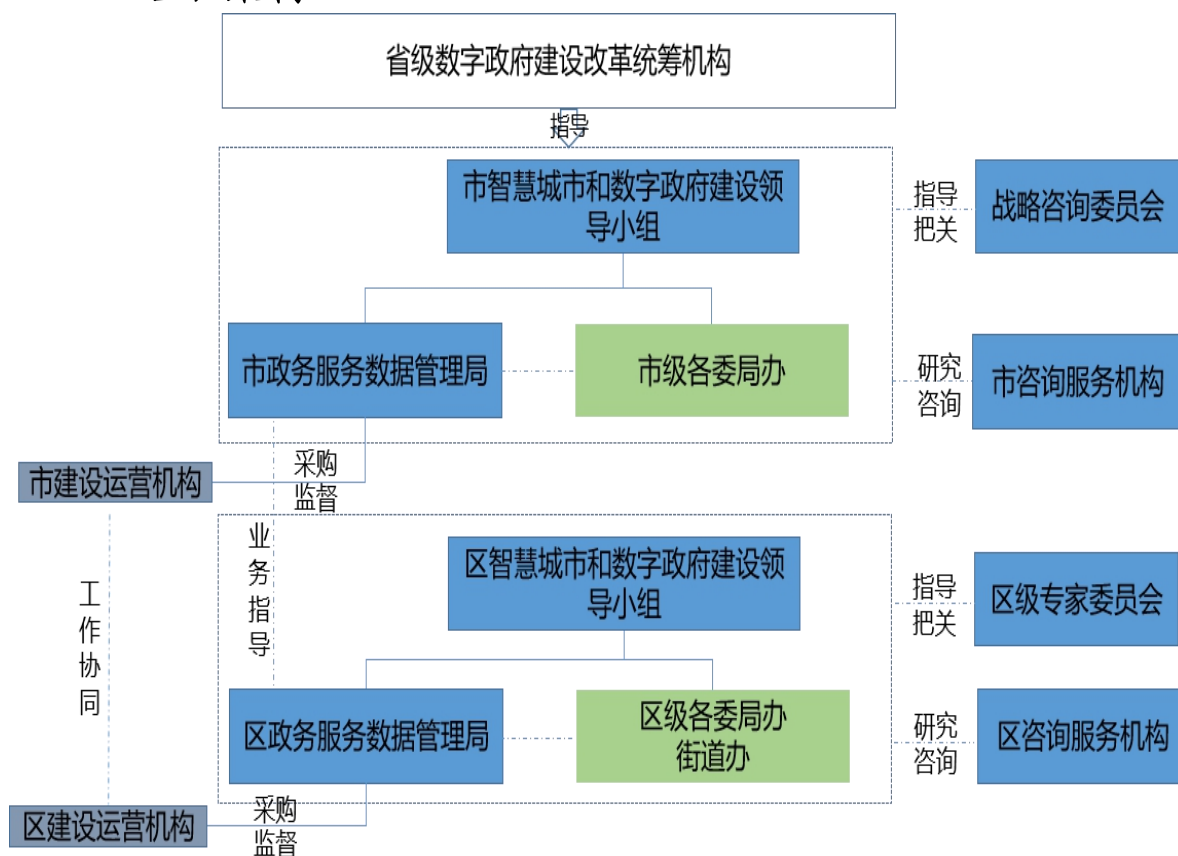 省级数字政府建设改革统筹机构
指导
市智慧城市和数字政府建设领
导小组
指导
把关
战略咨询委员会
市政务服务数据管理局
市级各委局办
研究
咨询
市咨询服务机构
市建设运营机构
采购
监督
业务指导
工作协同
区智慧城市和数字政府建设领
导小组
指导
把关
区级专家委员会
区政务服务数据管理局
区级各委局办
街道办
研究
咨询
区咨询服务机构
区建设运营机构
采购
监督